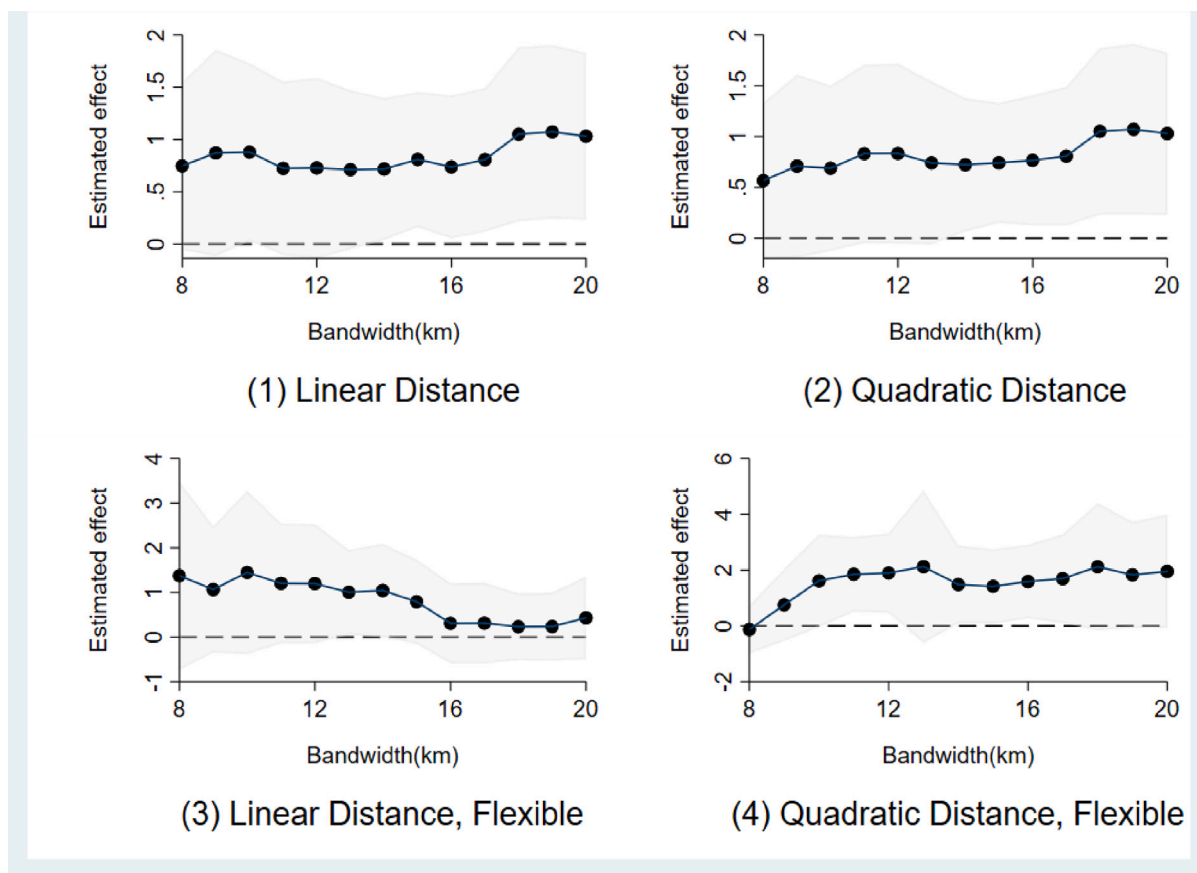 Estimated effect
2
1.5
1
.5
0
8 12 16 20
Bandwidth(km)
(1) Linear Distance
Estimated effect
2
1.5
1
.5
0
8 12 16 20
Bandwidth(km)
(2) Quadratic Distance
Estimated effect
4
3
2
1
0
-1
8 12 16 20
Bandwidth(km)
(3) Linear Distance, Flexible
Estimated effect
6
4
2
0
-2
8 12 16 20
Bandwidth(km)
(4) Quadratic Distance, Flexible